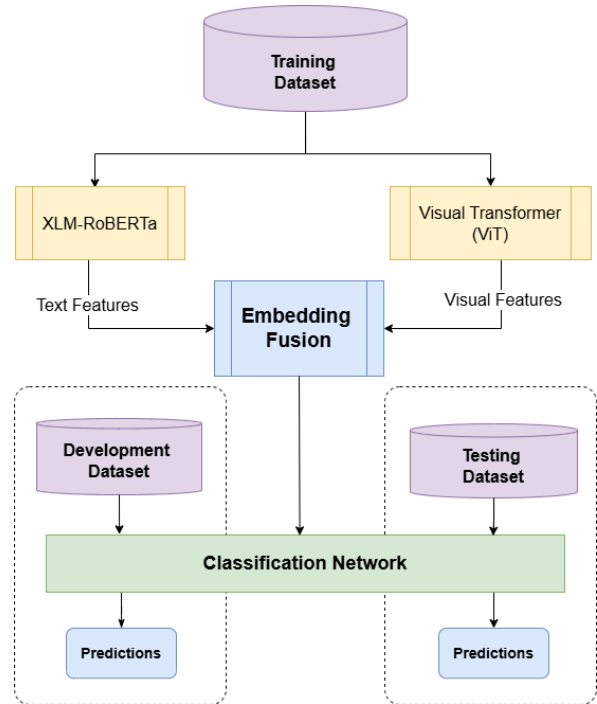 Training
Dataset
XLM-RoBERTa
Visual Transformer
(ViT)
Text Features
Visual Features
Embedding
Fusion
Development
Dataset
Testing
Dataset
Classification Network
Predictions
Predictions